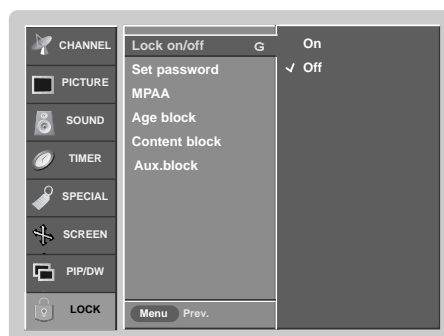 CHANNEL
PICTURE
SOUND
TIMER
SPECIAL
SCREEN
PIP/DW
LOCK
Lock on/off G
Set password
MPAA
Age block
Content block
Aux.block
Menu Prev.
On
✓ Off